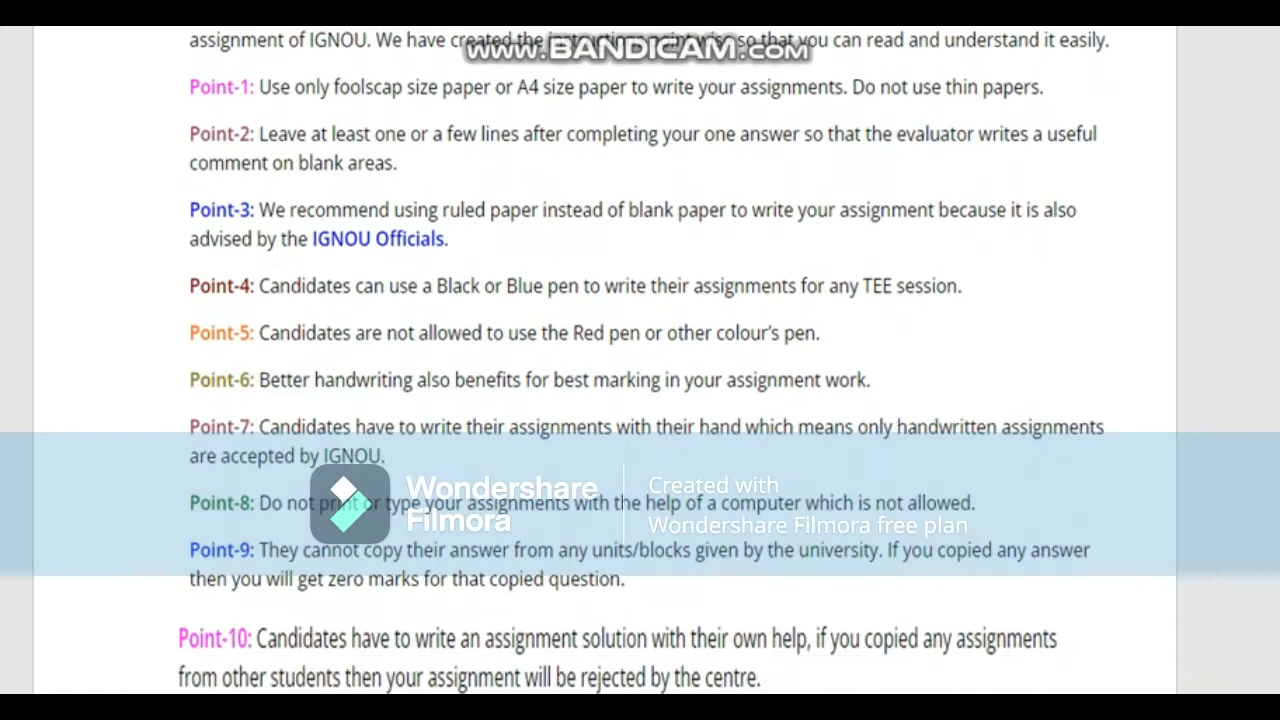 assignment of IGNOU. We have created the instructions point wise so that you can read and understand it easily.
www.BANDICAM.com
Point-1: Use only foolscap size paper or A4 size paper to write your assignments. Do not use thin papers.
Point-2: Leave at least one or a few lines after completing your one answer so that the evaluator writes a useful
comment on blank areas.
Point-3: We recommend using ruled paper instead of blank paper to write your assignment because it is also
advised by the IGNOU Officials.
Point-4: Candidates can use a Black or Blue pen to write their assignments for any TEE session.
Point-5: Candidates are not allowed to use the Red pen or other colour's pen.
Point-6: Better handwriting also benefits for best marking in your assignment work.
Point-7: Candidates have to write their assignments with their hand which means only handwritten assignments
are accepted by IGNOU.
Point-8: Do not print or type your assignments with the help of a computer which is not allowed.
Wondershare
Filmora
Created with
Wondershare Filmora free plan
Point-9: They cannot copy their answer from any units/blocks given by the university. If you copied any answer
then you will get zero marks for that copied question.
Point-10: Candidates have to write an assignment solution with their own help, if you copied any assignments
from other students then your assignment will be rejected by the centre.